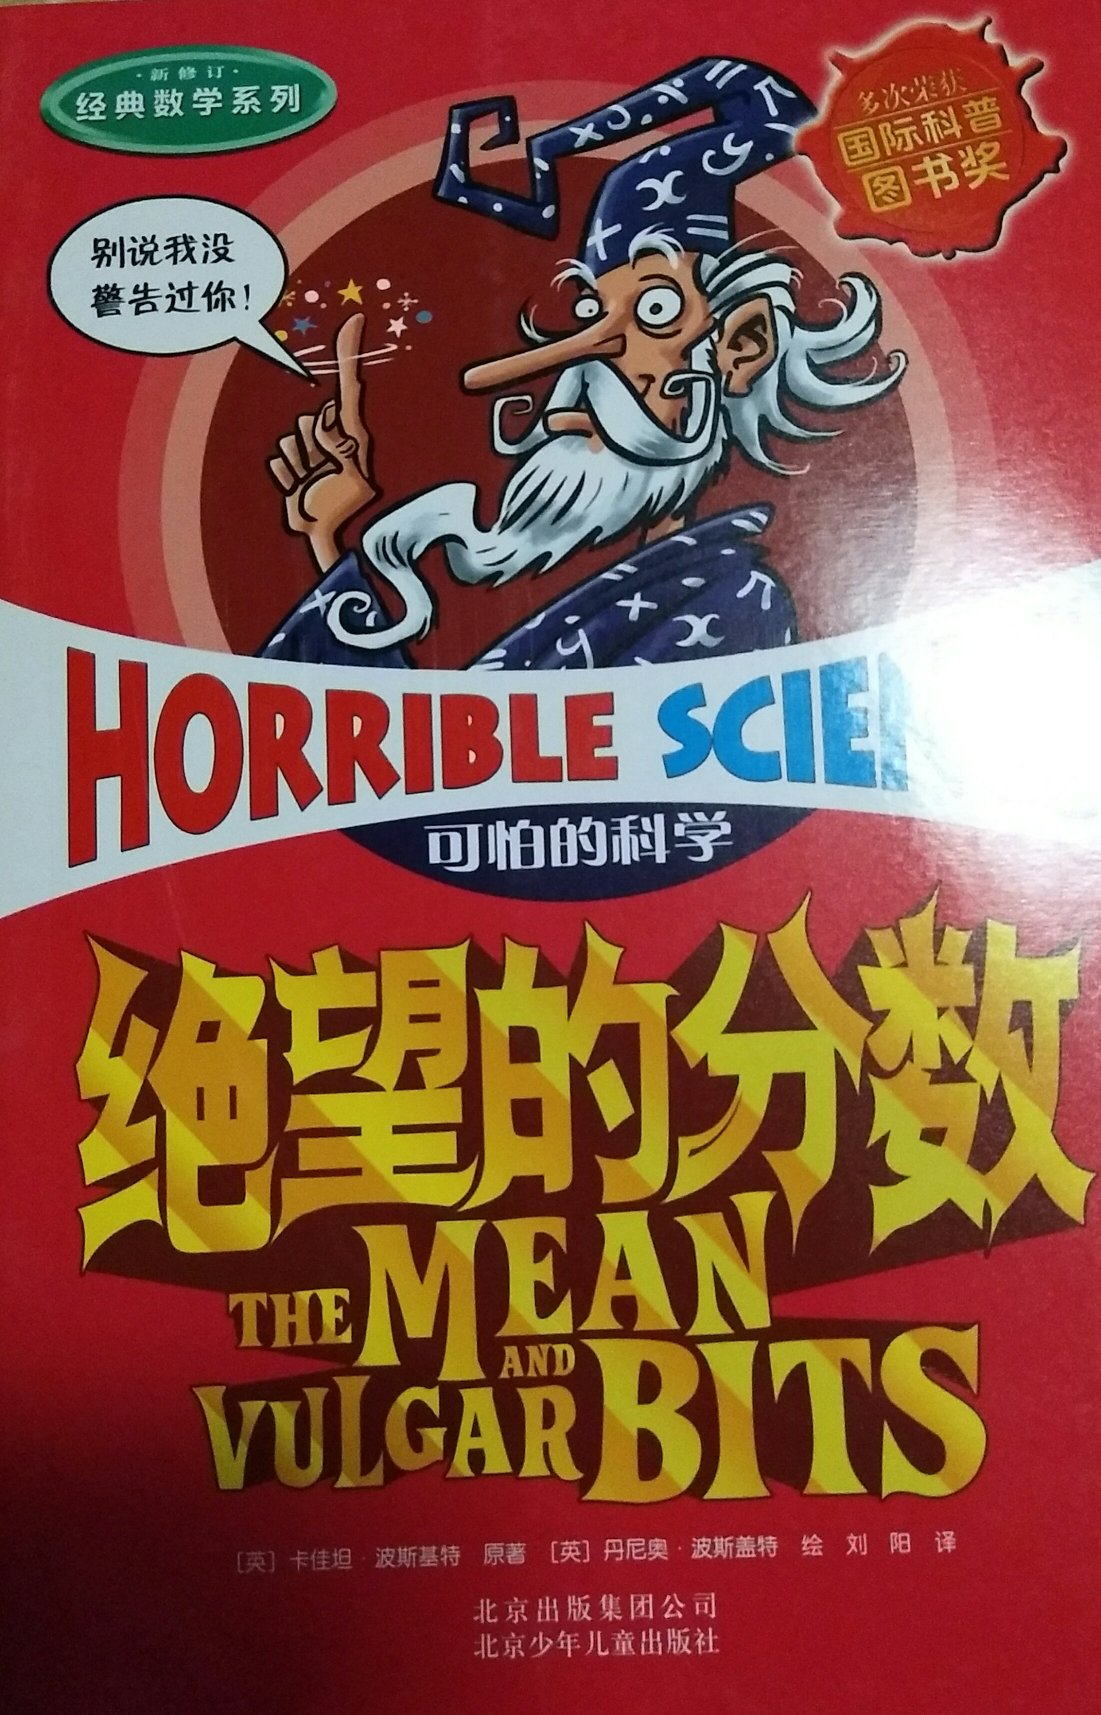 ·新修订·
经典数学系列
多次荣获
国际科普
图书奖
别说我没
警告过你！
HORRIBLE
可怕的科学
绝望的分数
THE MEAN
AND
VULGAR BITS
［英］卡佳坦·波斯基特 原著 ［英］丹尼奥·波斯盖特 绘 刘 阳 译
北京出版集团公司
北京少年儿童出版社